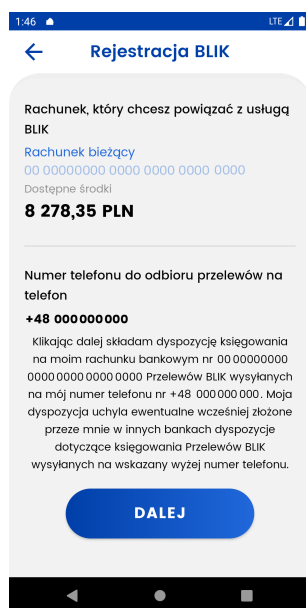 1:46
LTE
Rejestracja BLIK
Rachunek, który chcesz powiązać z usługą
BLIK
Rachunek bieżący
00 00000000 0000 0000 0000 0000
Dostępne środki
8 278,35 PLN
Numer telefonu do odbioru przelewów na
telefon
+48 000 000 000
Klikając dalej składam dyspozycję księgowania
na moim rachunku bankowym nr 00 00000000
0000 0000 0000 0000 Przelewów BLIK wysyłanych
na mój numer telefonu nr +48 000 000 000. Moja
dyspozycja uchyla ewentualne wcześniej złożone
przeze mnie w innych bankach dyspozycje
dotyczące księgowania Przelewów BLIK
wysyłanych na wskazany wyżej numer telefonu.
DALEJ